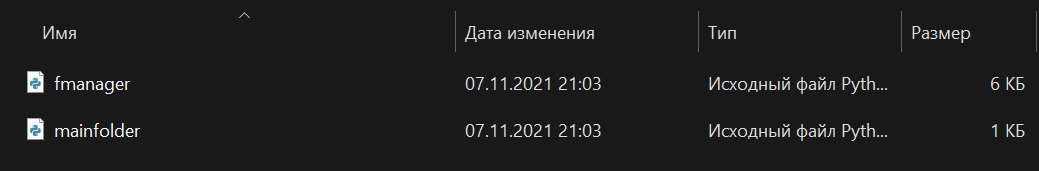 Имя Дата изменения Тип Размер
fmanager 07.11.2021 21:03 Исходный файл Pyth... 6 КБ
mainfolder 07.11.2021 21:03 Исходный файл Pyth... 1 КБ